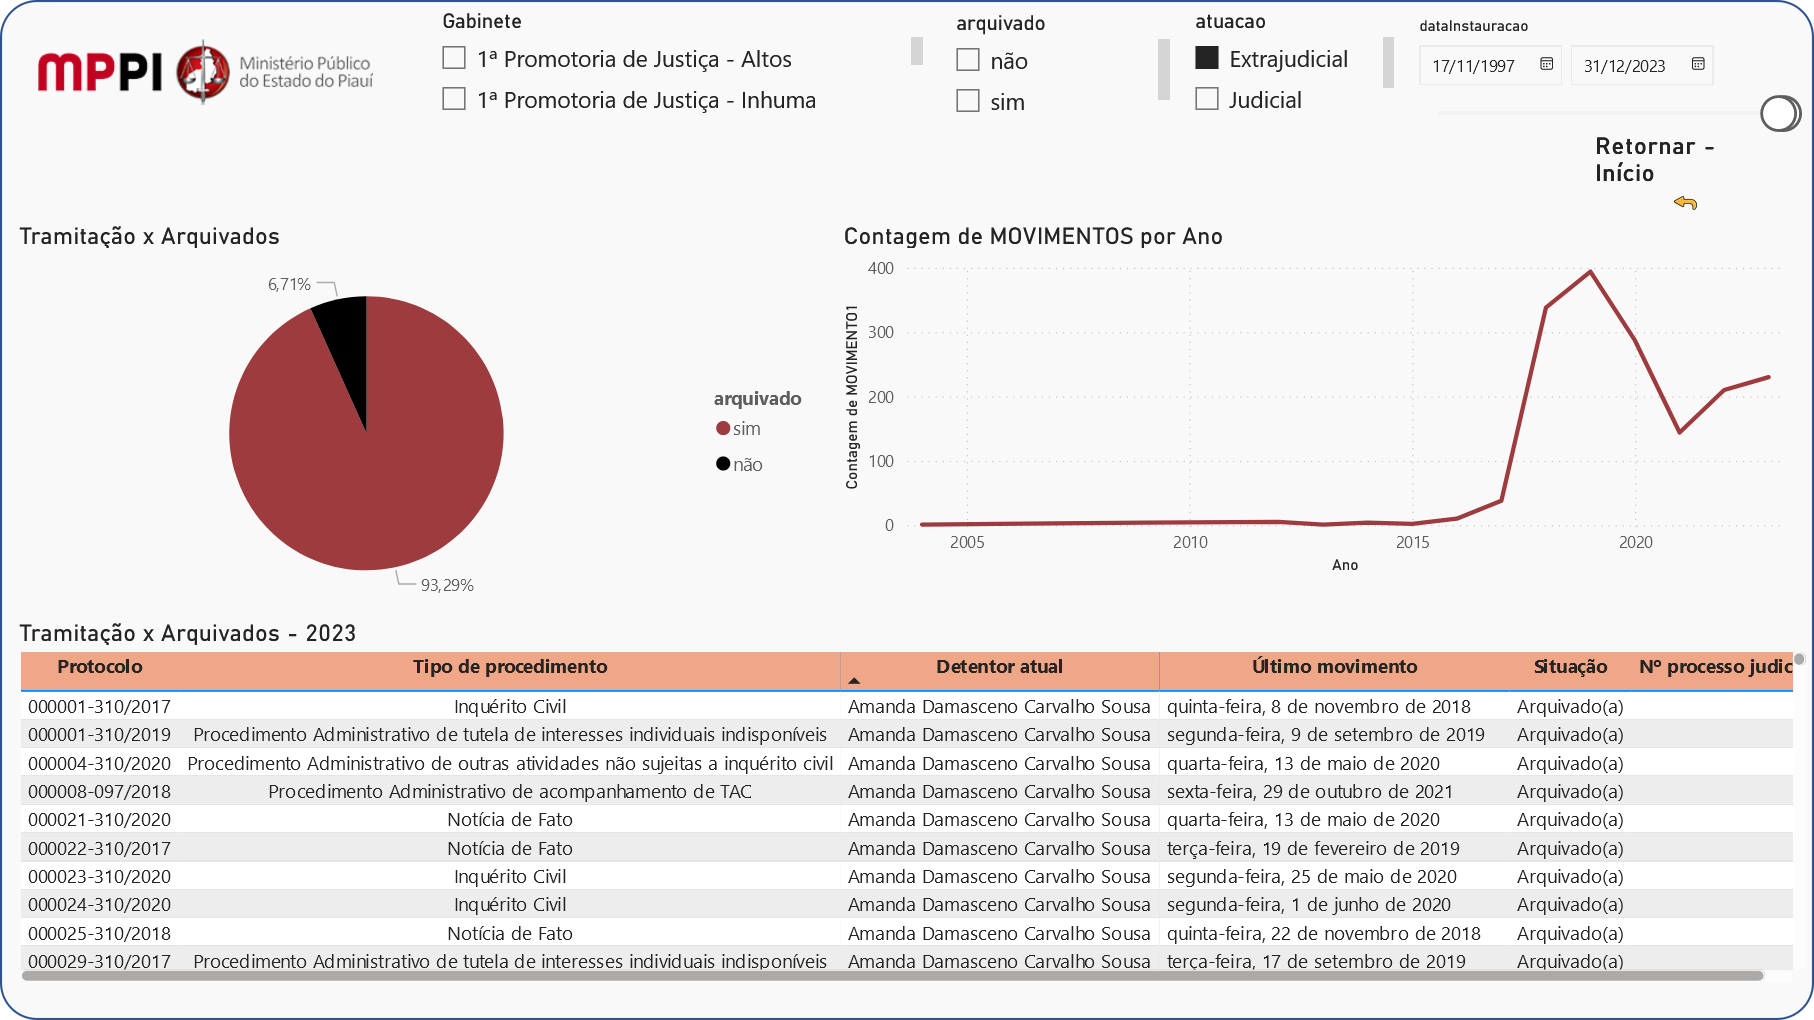 MPPI
Ministério Público
do Estado do Piauí
Gabinete
1ª Promotoria de Justiça - Altos
1ª Promotoria de Justiça - Inhuma
arquivado
não
sim
atuacao
Extrajudicial
Judicial
dataInstauracao
17/11/1997 31/12/2023
Retornar -
Início
Tramitação x Arquivados
6,71%
93,29%
arquivado
sim
não
Contagem de MOVIMENTOS por Ano
Contagem de MOVIMENTO1
400
300
200
100
0
2005 2010 2015 2020
Ano
Tramitação x Arquivados - 2023
Protocolo Tipo de procedimento Detentor atual Último movimento Situação Nº processo judic
000001-310/2017 Inquérito Civil Amanda Damasceno Carvalho Sousa quinta-feira, 8 de novembro de 2018 Arquivado(a)
000001-310/2019 Procedimento Administrativo de tutela de interesses individuais indisponíveis Amanda Damasceno Carvalho Sousa segunda-feira, 9 de setembro de 2019 Arquivado(a)
000004-310/2020 Procedimento Administrativo de outras atividades não sujeitas a inquérito civil Amanda Damasceno Carvalho Sousa quarta-feira, 13 de maio de 2020 Arquivado(a)
000008-097/2018 Procedimento Administrativo de acompanhamento de TAC Amanda Damasceno Carvalho Sousa sexta-feira, 29 de outubro de 2021 Arquivado(a)
000021-310/2020 Notícia de Fato Amanda Damasceno Carvalho Sousa quarta-feira, 13 de maio de 2020 Arquivado(a)
000022-310/2017 Notícia de Fato Amanda Damasceno Carvalho Sousa terça-feira, 19 de fevereiro de 2019 Arquivado(a)
000023-310/2020 Inquérito Civil Amanda Damasceno Carvalho Sousa segunda-feira, 25 de maio de 2020 Arquivado(a)
000024-310/2020 Inquérito Civil Amanda Damasceno Carvalho Sousa segunda-feira, 1 de junho de 2020 Arquivado(a)
000025-310/2018 Notícia de Fato Amanda Damasceno Carvalho Sousa quinta-feira, 22 de novembro de 2018 Arquivado(a)
000029-310/2017 Procedimento Administrativo de tutela de interesses individuais indisponíveis Amanda Damasceno Carvalho Sousa terça-feira, 17 de setembro de 2019 Arquivado(a)